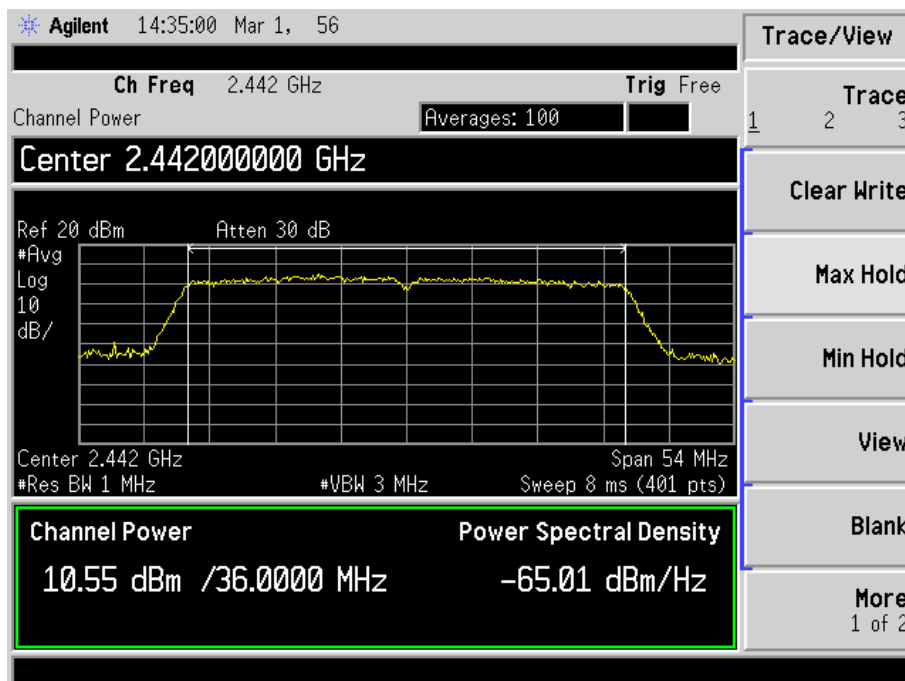 Agilent 14:35:00 Mar 1, 56
Trace/View
Ch Freq 2.442 GHz Trig Free
Channel Power Averages: 100
Trace
1 2 3
Center 2.442000000 GHz
Clear Write
Ref 20 dBm Atten 30 dB
#Avg
Log
10
dB/
Max Hold
Min Hold
View
Center 2.442 GHz Span 54 MHz
#Res BW 1 MHz #VBW 3 MHz Sweep 8 ms (401 pts)
Channel Power Power Spectral Density
10.55 dBm /36.0000 MHz -65.01 dBm/Hz
Blank
More
1 of 2